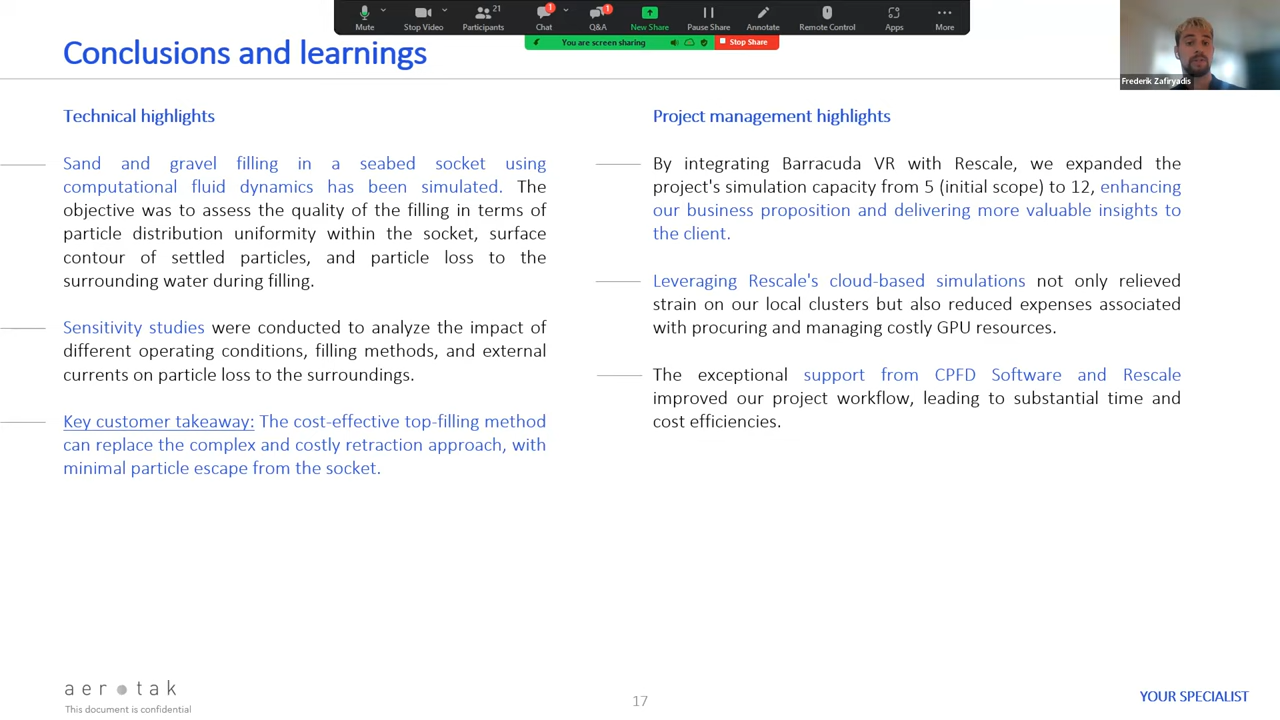 Mute
Stop Video
Participants
21
Chat
1
Q&A
1
New Share
Pause Share
Annotate
Remote Control
Apps
More
You are screen sharing
Stop Share
Frederik Zafiryadis
Conclusions and learnings
Technical highlights
Sand and gravel filling in a seabed socket using
computational fluid dynamics has been simulated. The
objective was to assess the quality of the filling in terms of
particle distribution uniformity within the socket, surface
contour of settled particles, and particle loss to the
surrounding water during filling.
Sensitivity studies were conducted to analyze the impact of
different operating conditions, filling methods, and external
currents on particle loss to the surroundings.
Key customer takeaway: The cost-effective top-filling method
can replace the complex and costly retraction approach, with
minimal particle escape from the socket.
Project management highlights
By integrating Barracuda VR with Rescale, we expanded the
project's simulation capacity from 5 (initial scope) to 12, enhancing
our business proposition and delivering more valuable insights to
the client.
Leveraging Rescale's cloud-based simulations not only relieved
strain on our local clusters but also reduced expenses associated
with procuring and managing costly GPU resources.
The exceptional support from CPFD Software and Rescale
improved our project workflow, leading to substantial time and
cost efficiencies.
aerotak
This document is confidential
17
YOUR SPECIALIST